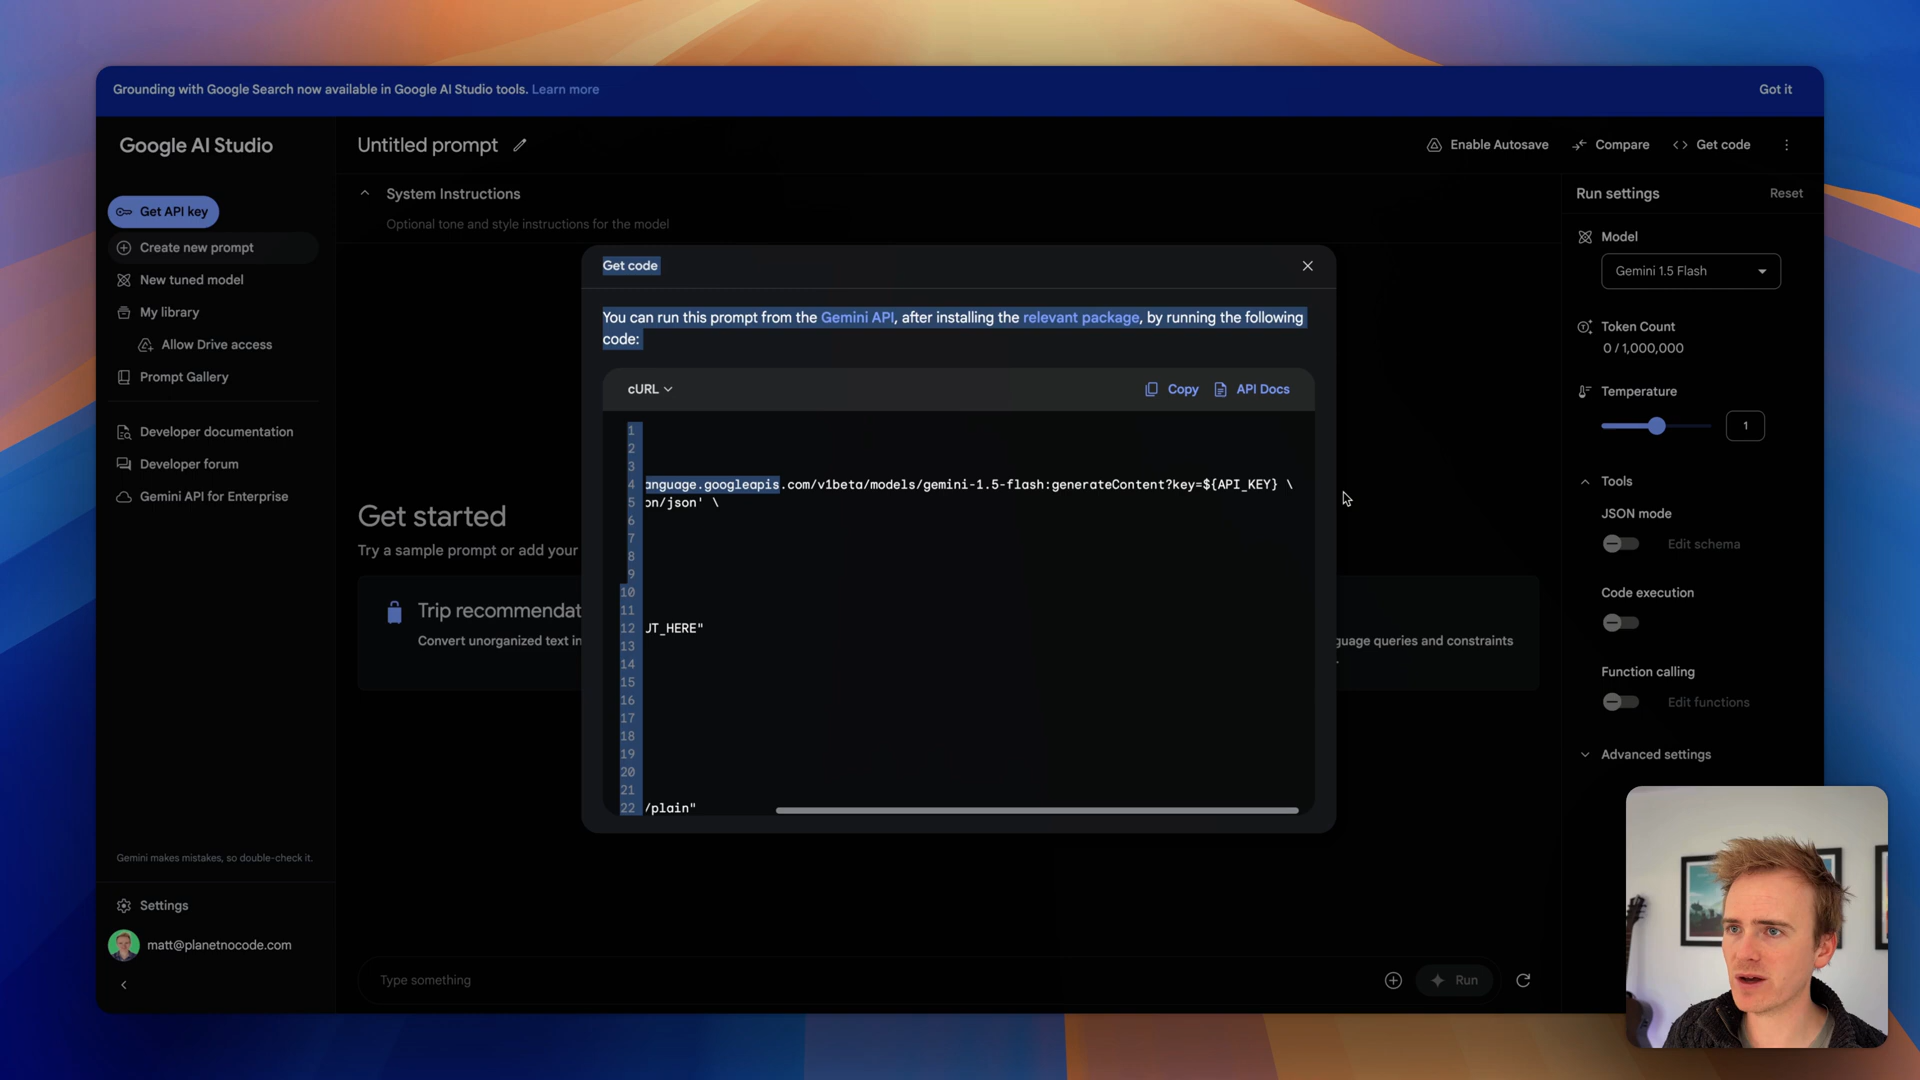 Grounding with Google Search now available in Google AI Studio tools. Learn more
Got it
Google AI Studio
Get API key
Create new prompt
New tuned model
My library
Allow Drive access
Prompt Gallery
Developer documentation
Developer forum
Gemini API for Enterprise
Gemini makes mistakes, so double-check it.
Settings
matt@planetnocode.com
Untitled prompt
Enable Autosave
Compare
Get code
System Instructions
Optional tone and style instructions for the model
Get started
Try a sample prompt or add your
Trip recommendat
Convert unorganized text in
guage queries and constraints
Get code
You can run this prompt from the Gemini API, after installing the relevant package, by running the following
code:
cURL
Copy
API Docs
1
2
3
4 anguage.googleapis.com/v1beta/models/gemini-1.5-flash:generateContent?key=${API_KEY} \
5 on/json' \
6
7
8
9
10
11
12 UT_HERE"
13
14
15
16
17
18
19
20
21
22 /plain"
Type something
Run
Run settings
Reset
Model
Gemini 1.5 Flash
Token Count
0 / 1,000,000
Temperature
1
Tools
JSON mode
Edit schema
Code execution
Function calling
Edit functions
Advanced settings